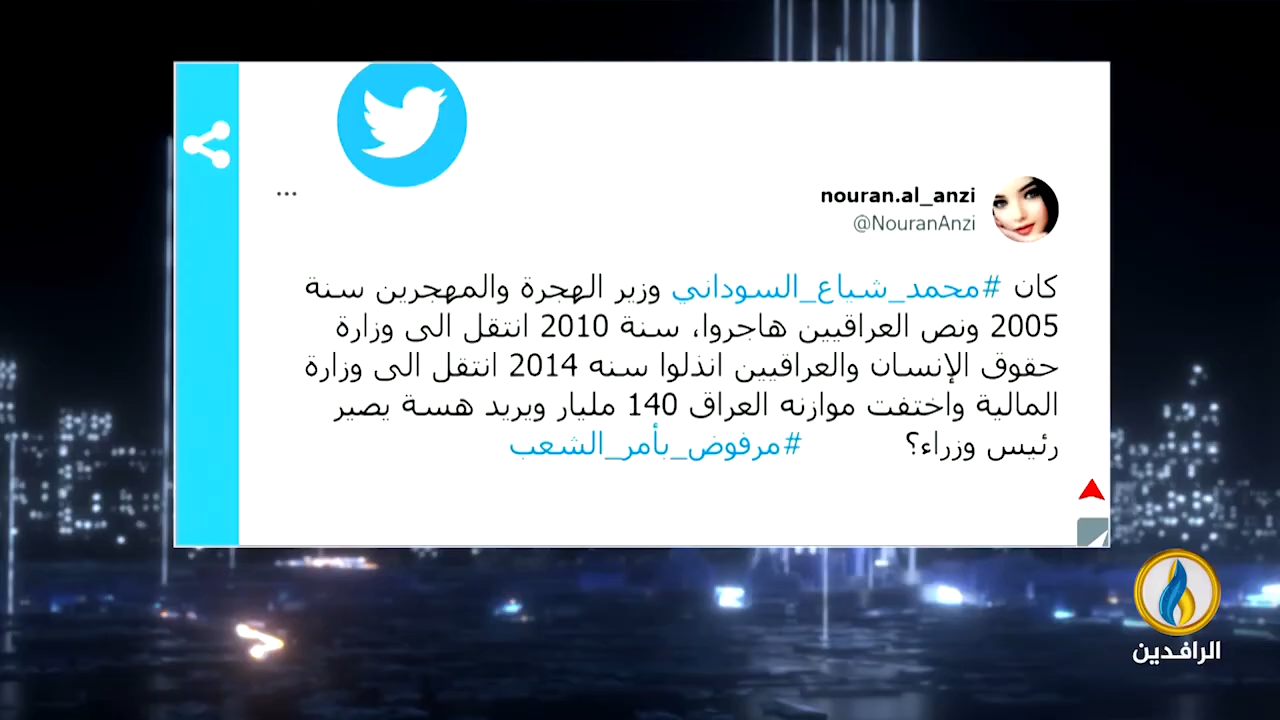 nouran.al_anzi
@NouranAnzi
كان #محمد_شياع_السوداني وزير الهجرة والمهجرين سنة
2005 ونص العراقيين هاجروا، سنة 2010 انتقل الى وزارة
حقوق الإنسان والعراقيين انذلوا سنه 2014 انتقل الى وزارة
المالية واختفت موازنه العراق 140 مليار ويريد هسة يصير
رئيس وزراء؟ #مرفوض_بأمر_الشعب
الرافدين